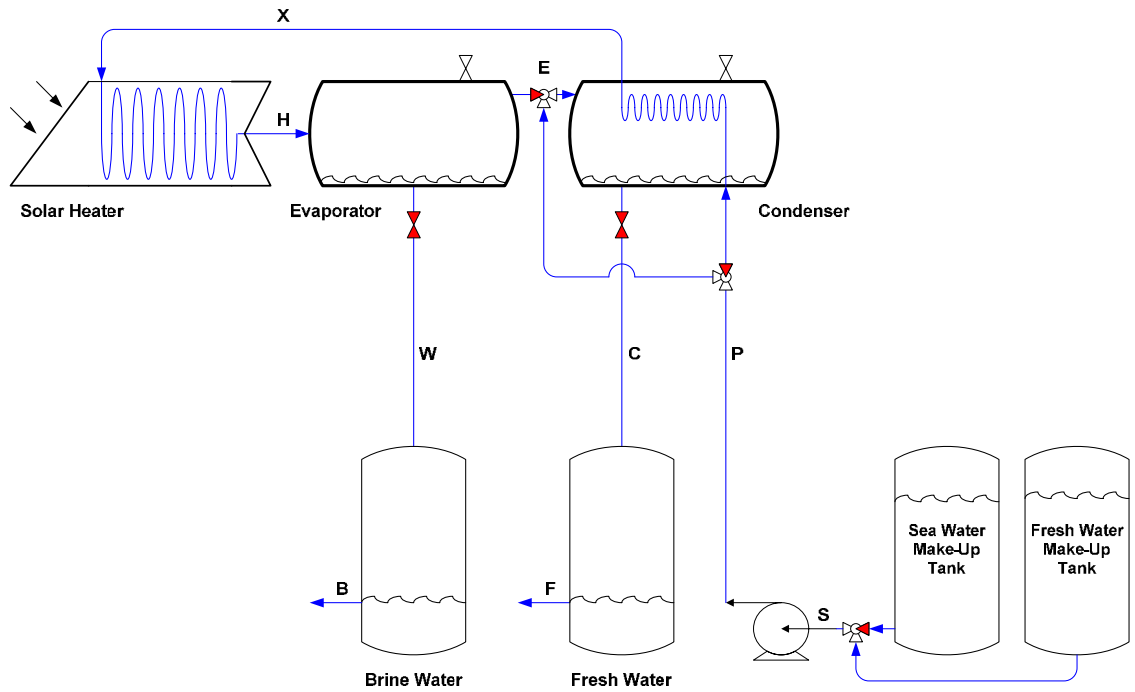 X
E
H
Solar Heater
Evaporator
Condenser
W
C
P
Sea Water
Make-Up
Tank
Fresh Water
Make-Up
Tank
B
F
S
Brine Water
Fresh Water